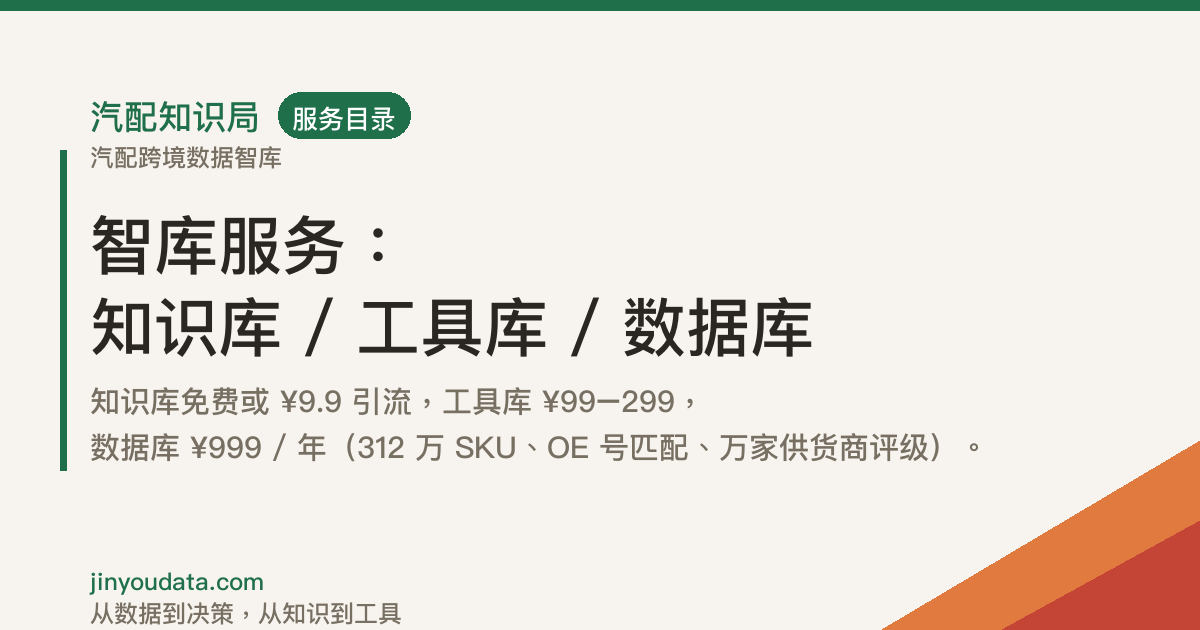 汽配知识局 服务目录
汽配跨境数据智库
智库服务：
知识库 / 工具库 / 数据库
知识库免费或 ¥9.9 引流，工具库 ¥99—299，
数据库 ¥999 / 年（312 万 SKU、OE 号匹配、万家供货商评级）。
jinyoudata.com
从数据到决策，从知识到工具